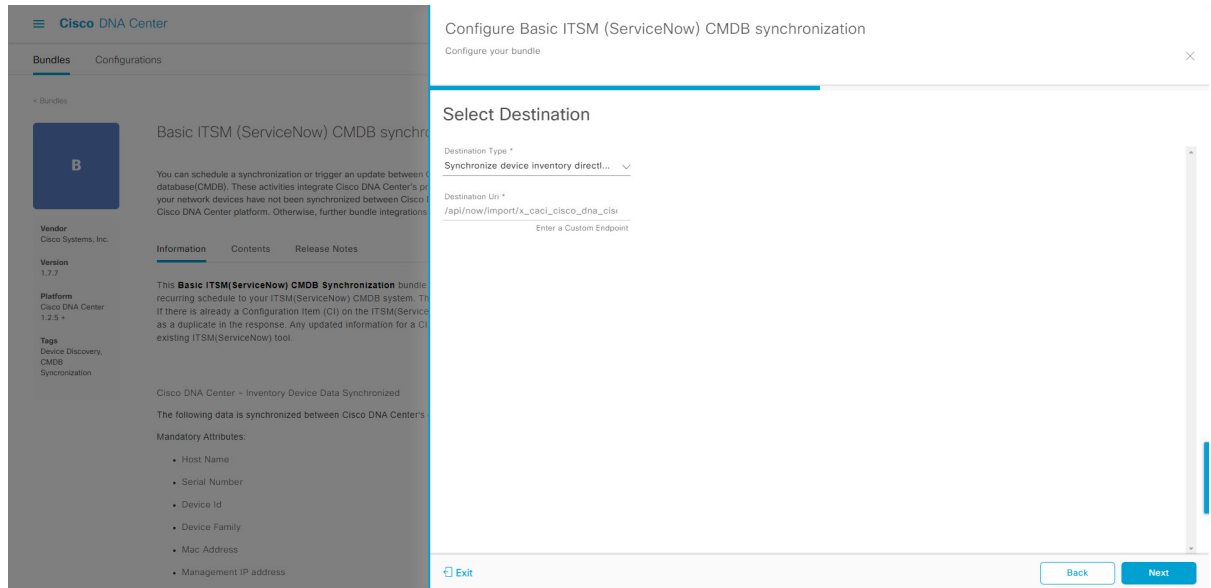 Cisco DNA Center
Bundles Configurations
< Bundles
B
Vendor
Cisco Systems, Inc.
Version
1.7.7
Platform
Cisco DNA Center
1.2.5 +
Tags
Device Discovery,
CMDB
Syncronization
Basic ITSM (ServiceNow) CMDB synchro
You can schedule a synchronization or trigger an update between
database(CMDB). These activities integrate Cisco DNA Center's pr
your network devices have not been synchronized between Cisco
Cisco DNA Center platform. Otherwise, further bundle integrations
Information Contents Release Notes
This Basic ITSM(ServiceNow) CMDB Synchronization bundle
recurring schedule to your ITSM(ServiceNow) CMDB system. Th
If there is already a Configuration Item (CI) on the ITSM(Service
as a duplicate in the response. Any updated information for a CI
existing ITSM(ServiceNow) tool.
Cisco DNA Center - Inventory Device Data Synchronized
The following data is synchronized between Cisco DNA Center's
Mandatory Attributes:
• Host Name
• Serial Number
• Device Id
• Device Family
• Mac Address
• Management IP address
Configure Basic ITSM (ServiceNow) CMDB synchronization
Configure your bundle
Select Destination
Destination Type *
Synchronize device inventory directl...
Destination Uri *
/api/now/import/x_caci_cisco_dna_cis
Enter a Custom Endpoint
Exit
Back
Next